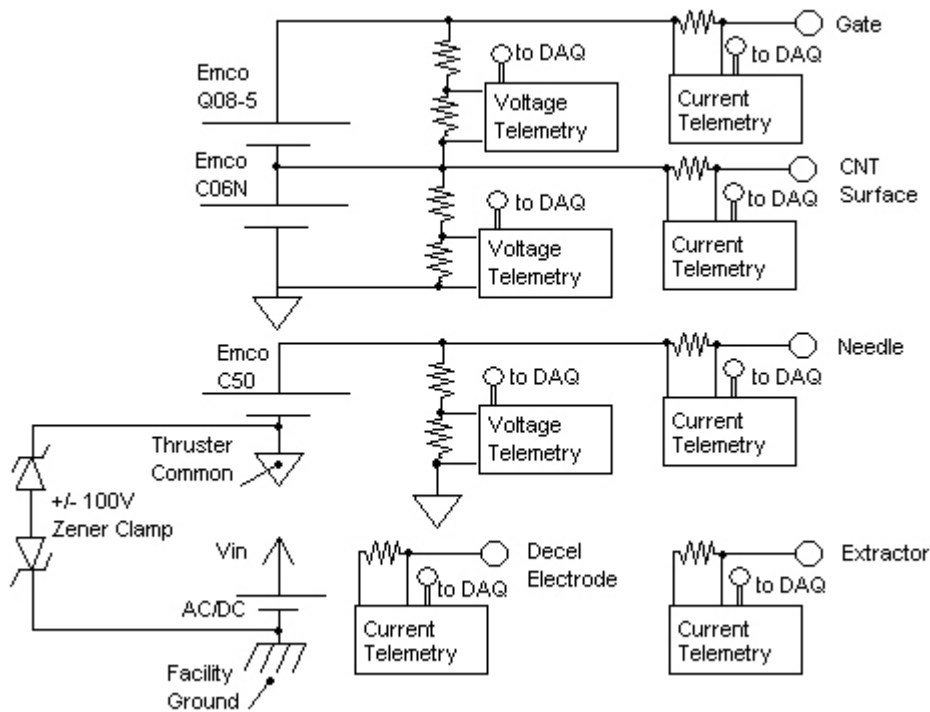 Gate
to DAQ
to DAQ
Emco
Q08-5
Voltage
Telemetry
Current
Telemetry
Emco
C06N
CNT
Surface
to DAQ
to DAQ
Voltage
Telemetry
Current
Telemetry
Emco
C50
Needle
to DAQ
to DAQ
Voltage
Telemetry
Current
Telemetry
Thruster
Common
+/- 100V
Zener Clamp
Vin
Decel
Electrode
Extractor
to DAQ
to DAQ
AC/DC
Current
Telemetry
Current
Telemetry
Facility
Ground